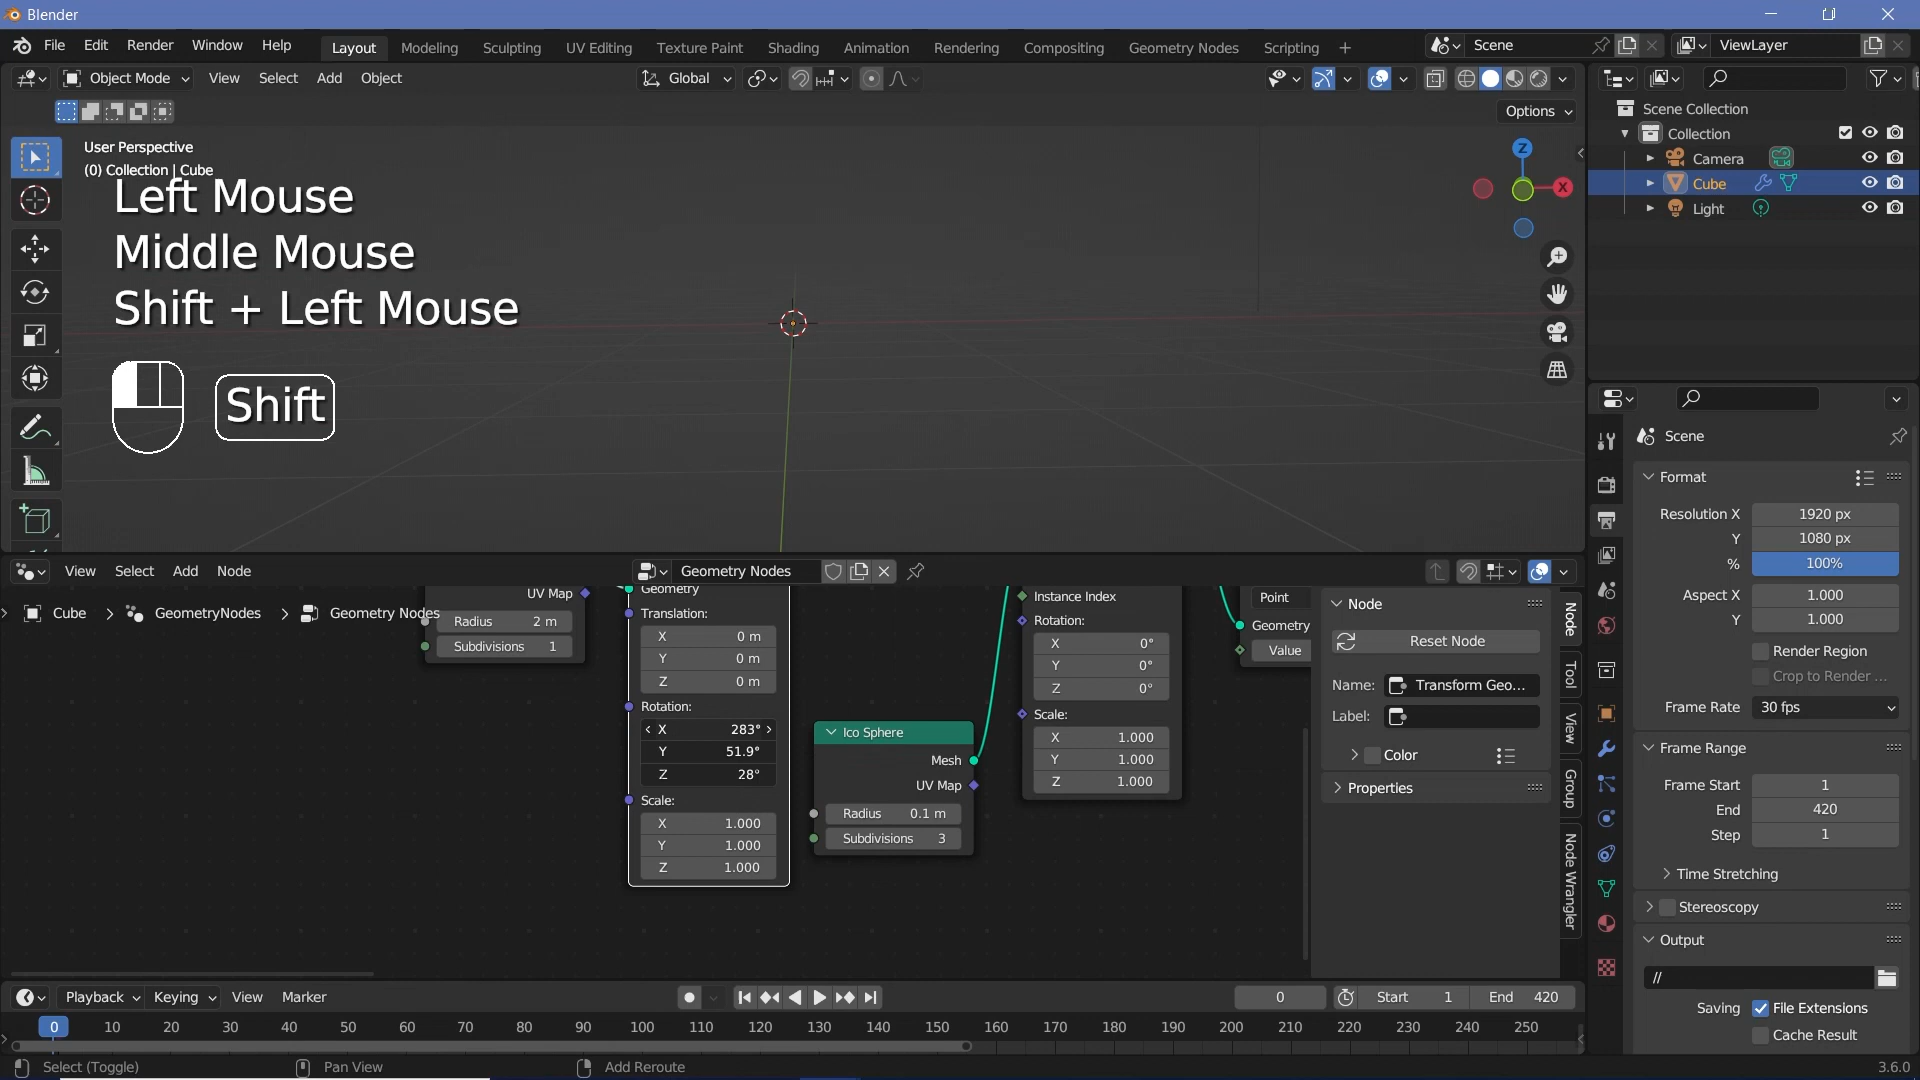 Blender
File Edit Render Window Help Layout Modeling Sculpting UV Editing Texture Paint Shading Animation Rendering Compositing Geometry Nodes Scripting + Scene ViewLayer
Object Mode View Select Add Object Global
Options
User Perspective
(0) Collection | Cube
Left Mouse
Middle Mouse
Shift + Left Mouse
Shift
Z
X
Scene Collection
Collection
Camera
Cube
Light
Scene
Format
Resolution X 1920 px
Y 1080 px
% 100%
Aspect X 1.000
Y 1.000
Render Region
Crop to Render ...
Frame Rate 30 fps
Frame Range
Frame Start 1
End 420
Step 1
Time Stretching
Stereoscopy
Output
//
Saving File Extensions
Cache Result
View Select Add Node Geometry Nodes
Cube > GeometryNodes > Geometry Nodes
UV Map
Radius 2 m
Subdivisions 1
Geometry
Translation:
X 0 m
Y 0 m
Z 0 m
Rotation:
X 283°
Y 51.9°
Z 28°
Scale:
X 1.000
Y 1.000
Z 1.000
Ico Sphere
Mesh
UV Map
Radius 0.1 m
Subdivisions 3
Instance Index
Rotation:
X 0°
Y 0°
Z 0°
Scale:
X 1.000
Y 1.000
Z 1.000
Point
Geometry
Value
Node
Reset Node
Name: Transform Geo...
Label:
Color
Properties
Node
Tool
View
Group
Node Wrangler
Playback Keying View Marker 0 Start 1 End 420
0 10 20 30 40 50 60 70 80 90 100 110 120 130 140 150 160 170 180 190 200 210 220 230 240 250
Select (Toggle) Pan View Add Reroute 3.6.0